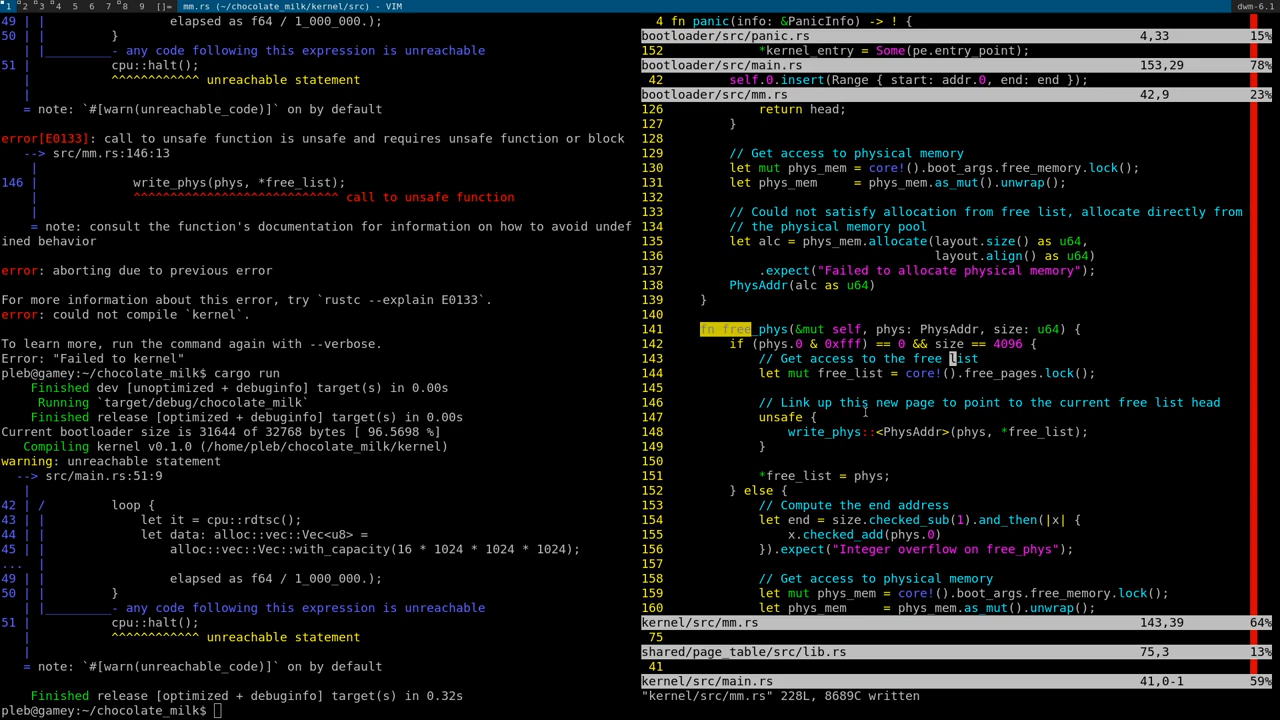 1 2 3 4 6 7 8 9 []= mm.rs (~/chocolate_milk/kernel/src) - VIM dwm-6.1
49 | | elapsed as f64 / 1_000_000.);
50 | | }
| |________- any code following this expression is unreachable
51 | cpu::halt();
| ^^^^^^^^^^^^ unreachable statement
|
= note: `#[warn(unreachable_code)]` on by default
error[E0133]: call to unsafe function is unsafe and requires unsafe function or block
--> src/mm.rs:146:13
|
146 | write_phys(phys, *free_list);
| ^^^^^^^^^^^^^^^^^^^^^^^^^^^^ call to unsafe function
|
= note: consult the function's documentation for information on how to avoid undef
ined behavior
error: aborting due to previous error
For more information about this error, try `rustc --explain E0133`.
error: could not compile `kernel`.
To learn more, run the command again with --verbose.
Error: "Failed to kernel"
pleb@gamey:~/chocolate_milk$ cargo run
Finished dev [unoptimized + debuginfo] target(s) in 0.00s
Running `target/debug/chocolate_milk`
Finished release [optimized + debuginfo] target(s) in 0.00s
Current bootloader size is 31644 of 32768 bytes [ 96.5698 %]
Compiling kernel v0.1.0 (/home/pleb/chocolate_milk/kernel)
warning: unreachable statement
--> src/main.rs:51:9
|
42 | / loop {
43 | | let it = cpu::rdtsc();
44 | | let data: alloc::vec::Vec<u8> =
45 | | alloc::vec::Vec::with_capacity(16 * 1024 * 1024 * 1024);
... |
49 | | elapsed as f64 / 1_000_000.);
50 | | }
| |________- any code following this expression is unreachable
51 | cpu::halt();
| ^^^^^^^^^^^^ unreachable statement
|
= note: `#[warn(unreachable_code)]` on by default
Finished release [optimized + debuginfo] target(s) in 0.32s
pleb@gamey:~/chocolate_milk$
4 fn panic(info: &PanicInfo) -> ! {
bootloader/src/panic.rs 4,33 15%
152 *kernel_entry = Some(pe.entry_point);
bootloader/src/main.rs 153,29 78%
42 self.0.insert(Range { start: addr.0, end: end });
bootloader/src/mm.rs 42,9 23%
126 return head;
127 }
128
129 // Get access to physical memory
130 let mut phys_mem = core!().boot_args.free_memory.lock();
131 let phys_mem = phys_mem.as_mut().unwrap();
132
133 // Could not satisfy allocation from free list, allocate directly from
134 // the physical memory pool
135 let alc = phys_mem.allocate(layout.size() as u64,
136 layout.align() as u64)
137 .expect("Failed to allocate physical memory");
138 PhysAddr(alc as u64)
139 }
140
141 fn free_phys(&mut self, phys: PhysAddr, size: u64) {
142 if (phys.0 & 0xfff) == 0 && size == 4096 {
143 // Get access to the free list
144 let mut free_list = core!().free_pages.lock();
145
146 // Link up this new page to point to the current free list head
147 unsafe {
148 write_phys::<PhysAddr>(phys, *free_list);
149 }
150
151 *free_list = phys;
152 } else {
153 // Compute the end address
154 let end = size.checked_sub(1).and_then(|x| {
155 x.checked_add(phys.0)
156 }).expect("Integer overflow on free_phys");
157
158 // Get access to physical memory
159 let mut phys_mem = core!().boot_args.free_memory.lock();
160 let phys_mem = phys_mem.as_mut().unwrap();
kernel/src/mm.rs 143,39 64%
75
shared/page_table/src/lib.rs 75,3 13%
41
kernel/src/main.rs 41,0-1 59%
"kernel/src/mm.rs" 228L, 8689C written